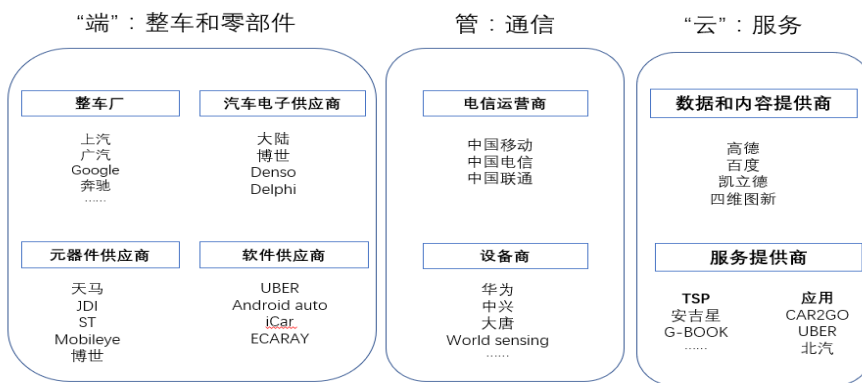 “端”：整车和零部件
整车厂
上汽
广汽
Google
奔驰
……
汽车电子供应商
大陆
博世
Denso
Delphi
元器件供应商
天马
JDI
ST
Mobileye
博世
软件供应商
UBER
Android auto
iCar
ECARAY
管：通信
电信运营商
中国移动
中国电信
中国联通
设备商
华为
中兴
大唐
World sensing
……
“云”：服务
数据和内容提供商
高德
百度
凯立德
四维图新
服务提供商
TSP
安吉星
G-BOOK
……
应用
CAR2GO
UBER
北汽